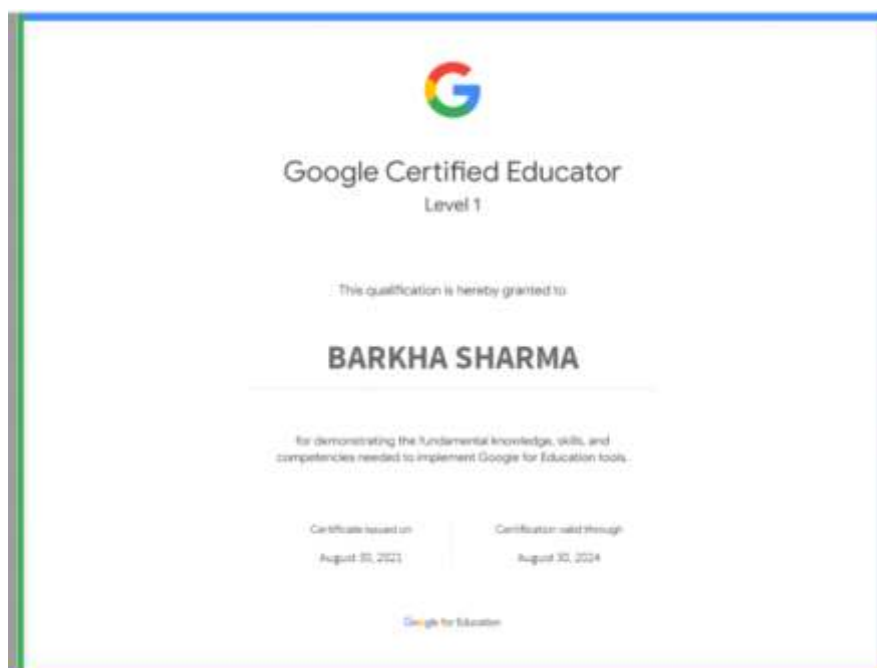 Google Certified Educator
Level 1
This qualification is hereby granted to
BARKHA SHARMA
for demonstrating the fundamental knowledge, skills, and
competencies needed to implement Google for Education tools.
Certificate issued on
August 30, 2021
Certification valid through
August 30, 2024
Google for Education